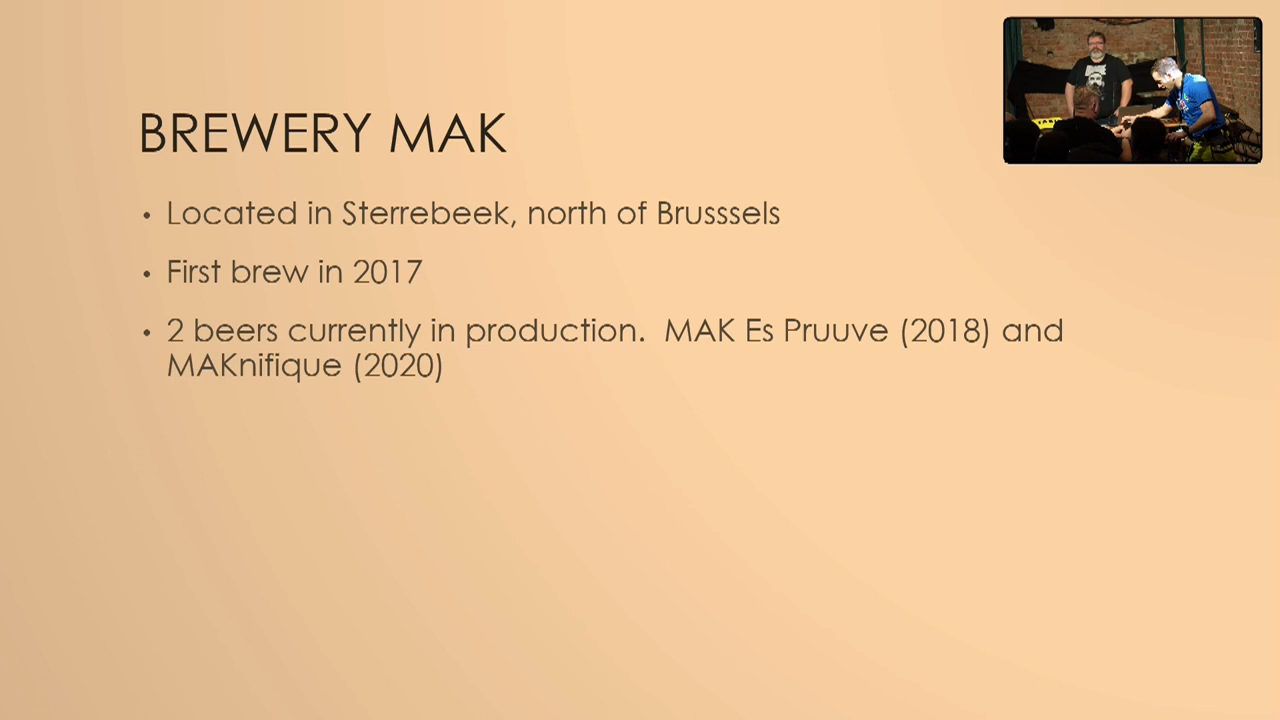 BREWERY MAK
• Located in Sterrebeek, north of Brusssels
• First brew in 2017
• 2 beers currently in production.  MAK Es Pruuve (2018) and
MAKnifique (2020)